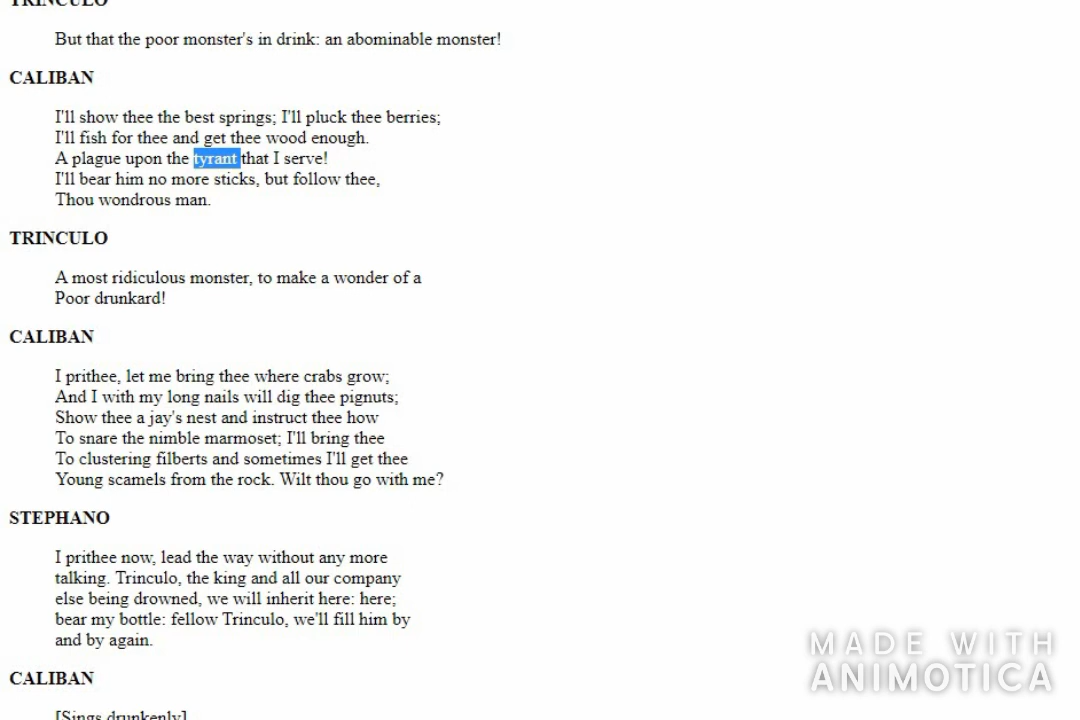 TRINCULO
But that the poor monster's in drink: an abominable monster!
CALIBAN
I'll show thee the best springs; I'll pluck thee berries;
I'll fish for thee and get thee wood enough.
A plague upon the tyrant that I serve!
I'll bear him no more sticks, but follow thee,
Thou wondrous man.
TRINCULO
A most ridiculous monster, to make a wonder of a
Poor drunkard!
CALIBAN
I prithee, let me bring thee where crabs grow;
And I with my long nails will dig thee pignuts;
Show thee a jay's nest and instruct thee how
To snare the nimble marmoset; I'll bring thee
To clustering filberts and sometimes I'll get thee
Young scamels from the rock. Wilt thou go with me?
STEPHANO
I prithee now, lead the way without any more
talking. Trinculo, the king and all our company
else being drowned, we will inherit here: here;
bear my bottle: fellow Trinculo, we'll fill him by
and by again.
CALIBAN
[Sings drunkenly]
MADE WITH
ANIMOTICA